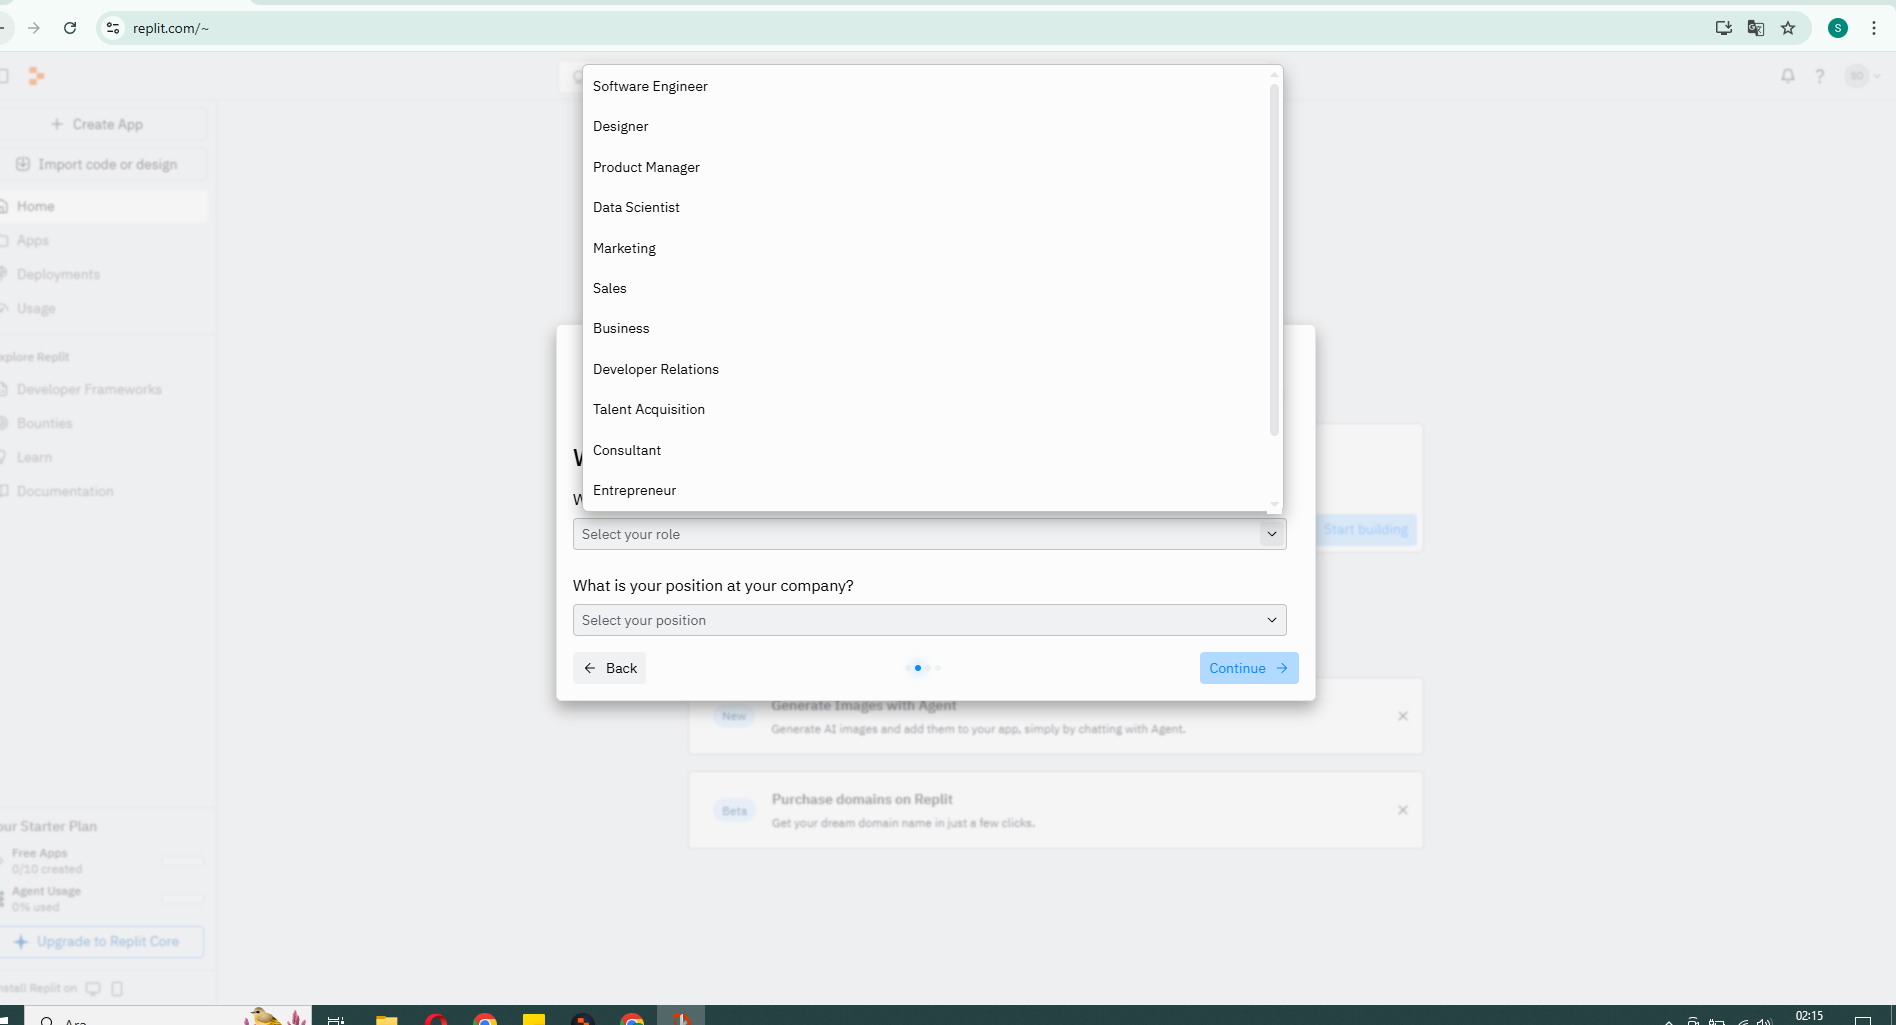 replit.com/~
S
SO
Create App
Import code or design
Home
Apps
Deployments
Usage
xplore Replit
Developer Frameworks
Bounties
Learn
Documentation
our Starter Plan
Free Apps
0/10 created
Agent Usage
0% used
Upgrade to Replit Core
nstall Replit on
Software Engineer
Designer
Product Manager
Data Scientist
Marketing
Sales
Business
Developer Relations
Talent Acquisition
Consultant
Entrepreneur
Select your role
What is your position at your company?
Select your position
Back
Continue
Start building
New
Generate Images with Agent
Generate AI images and add them to your app, simply by chatting with Agent.
Beta
Purchase domains on Replit
Get your dream domain name in just a few clicks.
Ara
02:15